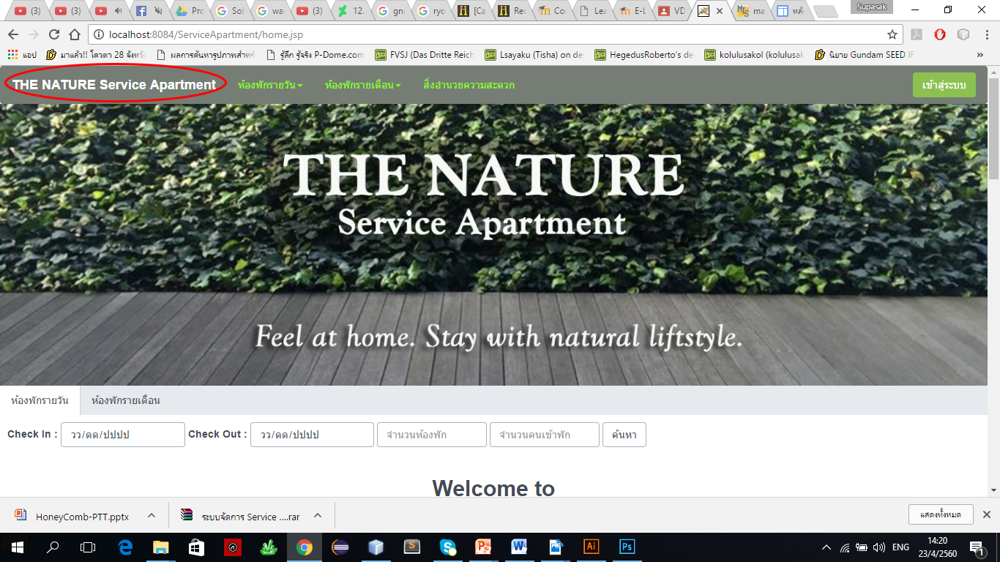 (3) (3) (3) Pro G Sol G wa (3) 12. G gno G ryo [Ca Rec Co Lea E-L VD ma หลั
Supasak
localhost:8084/ServiceApartment/home.jsp
แอป มาแล้ว!! โควตา 28 จังหวั ผลการค้นหารูปภาพสำหรั รู้ลึก รู้จริง P-Dome.com FVSJ (Das Dritte Reich Lsayaku (Tisha) on de HegedusRoberto's de kolulusakol (kolulusak นิยาย Gundam SEED IF »
THE NATURE Service Apartment ห้องพักรายวัน ห้องพักรายเดือน สิ่งอำนวยความสะดวก เข้าสู่ระบบ
THE NATURE
Service Apartment
Feel at home. Stay with natural liftstyle.
ห้องพักรายวัน ห้องพักรายเดือน
Check In : วว/ดด/ปปปป Check Out : วว/ดด/ปปปป จำนวนห้องพัก จำนวนคนเข้าพัก ค้นหา
Welcome to
HoneyComb-PTT.pptx ระบบจัดการ Service ....rar แสดงทั้งหมด
ENG 14:20
23/4/2560